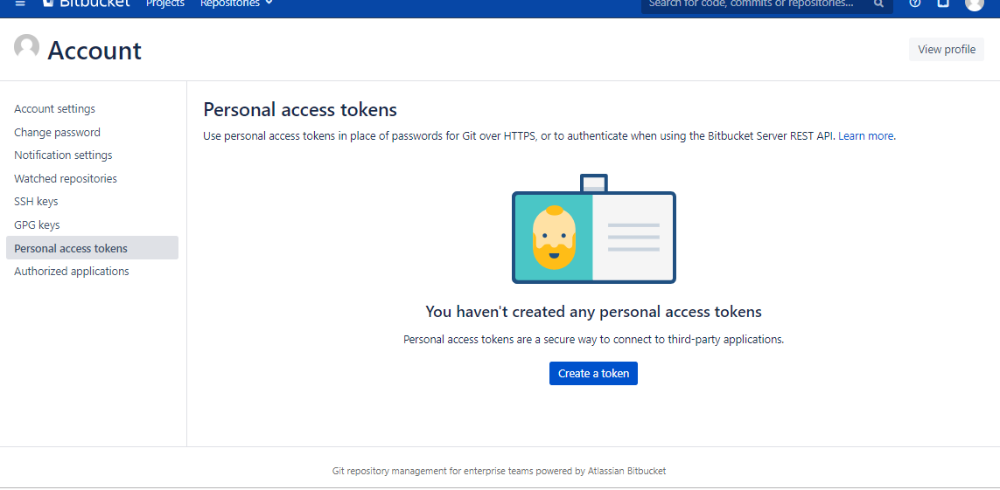 Bitbucket Projects Repositories Search for code, commits or repositories...
Account
View profile
Account settings
Change password
Notification settings
Watched repositories
SSH keys
GPG keys
Personal access tokens
Authorized applications
Personal access tokens
Use personal access tokens in place of passwords for Git over HTTPS, or to authenticate when using the Bitbucket Server REST API. Learn more.
You haven't created any personal access tokens
Personal access tokens are a secure way to connect to third-party applications.
Create a token
Git repository management for enterprise teams powered by Atlassian Bitbucket